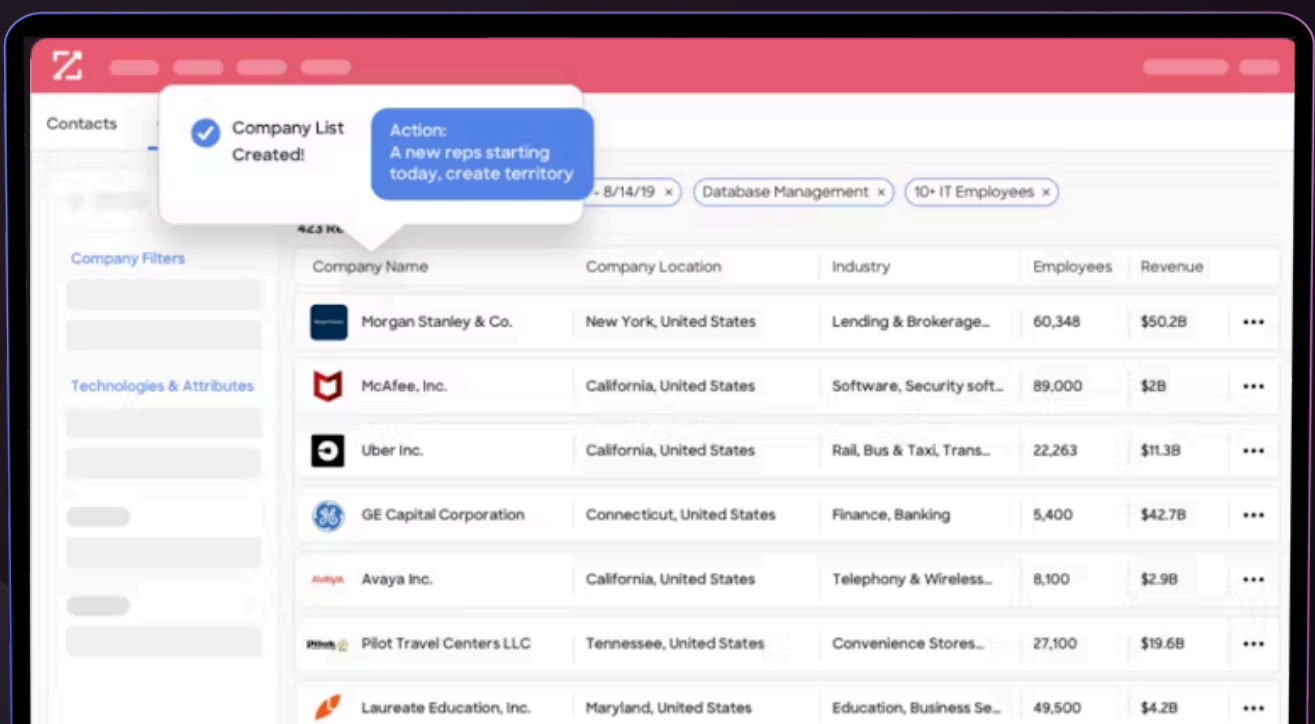 Contacts
Company List
Created!
Action:
A new reps starting
today, create territory
- 8/14/19 × Database Management × 10+ IT Employees ×
423
Company Filters
Technologies & Attributes
Company Name Company Location Industry Employees Revenue
Morgan Stanley & Co. New York, United States Lending & Brokerage... 60,348 $50.2B
McAfee, Inc. California, United States Software, Security soft... 89,000 $2B
Uber Inc. California, United States Rail, Bus & Taxi, Trans... 22,263 $11.3B
GE Capital Corporation Connecticut, United States Finance, Banking 5,400 $42.7B
AVAYA Avaya Inc. California, United States Telephony & Wireless... 8,100 $2.9B
Pilot Travel Centers LLC Tennessee, United States Convenience Stores... 27,100 $19.6B
Laureate Education, Inc. Maryland, United States Education, Business Se... 49,500 $4.2B